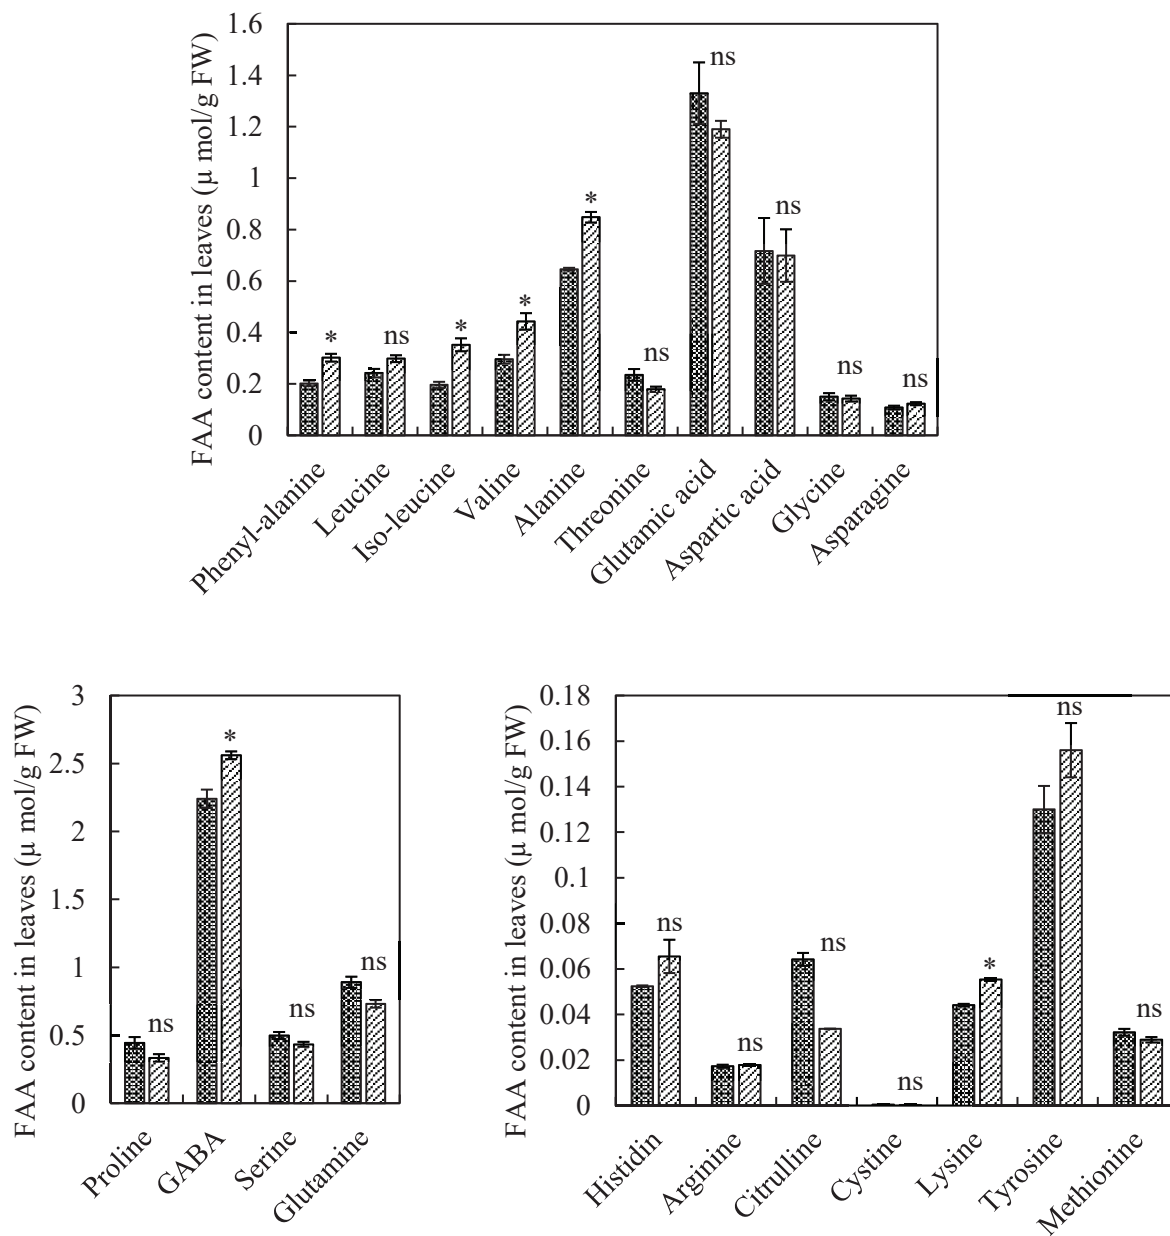 FAA content in leaves (μ mol/g FW)
1.6
1.4
1.2
1
0.8
0.6
0.4
0.2
0
*
ns
*
*
*
ns
ns
ns
ns
ns
Phenyl-alanine
Leucine
Iso-leucine
Valine
Alanine
Threonine
Glutamic acid
Aspartic acid
Glycine
Asparagine
FAA content in leaves (μ mol/g FW)
3
2.5
2
1.5
1
0.5
0
ns
*
ns
ns
Proline
GABA
Serine
Glutamine
FAA content in leaves (μ mol/g FW)
0.18
0.16
0.14
0.12
0.1
0.08
0.06
0.04
0.02
0
ns
ns
ns
ns
*
ns
ns
Histidin
Arginine
Citrulline
Cystine
Lysine
Tyrosine
Methionine